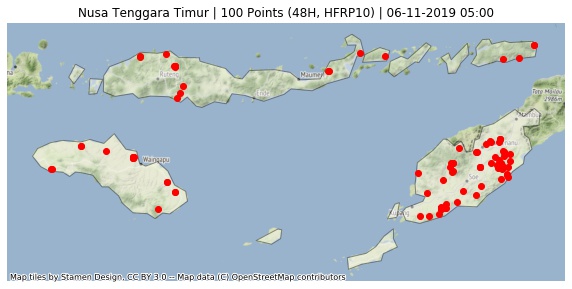 Nusa Tenggara Timur | 100 Points (48H, HFRP10) | 06-11-2019 05:00
Ruteng
Maumere
Ende
Waingapu
Soe
Kupang
Map tiles by Stamen Design, CC BY 3.0 -- Map data (C) OpenStreetMap contributors